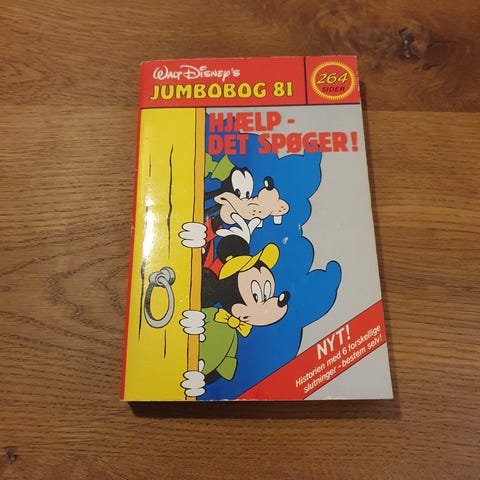 WALT DISNEY'S
JUMBOBOG 81
264
SIDER
HJÆLP -
DET SPØGER!
NYT!
Historien med 6 forskellige
slutninger - bestem selv!